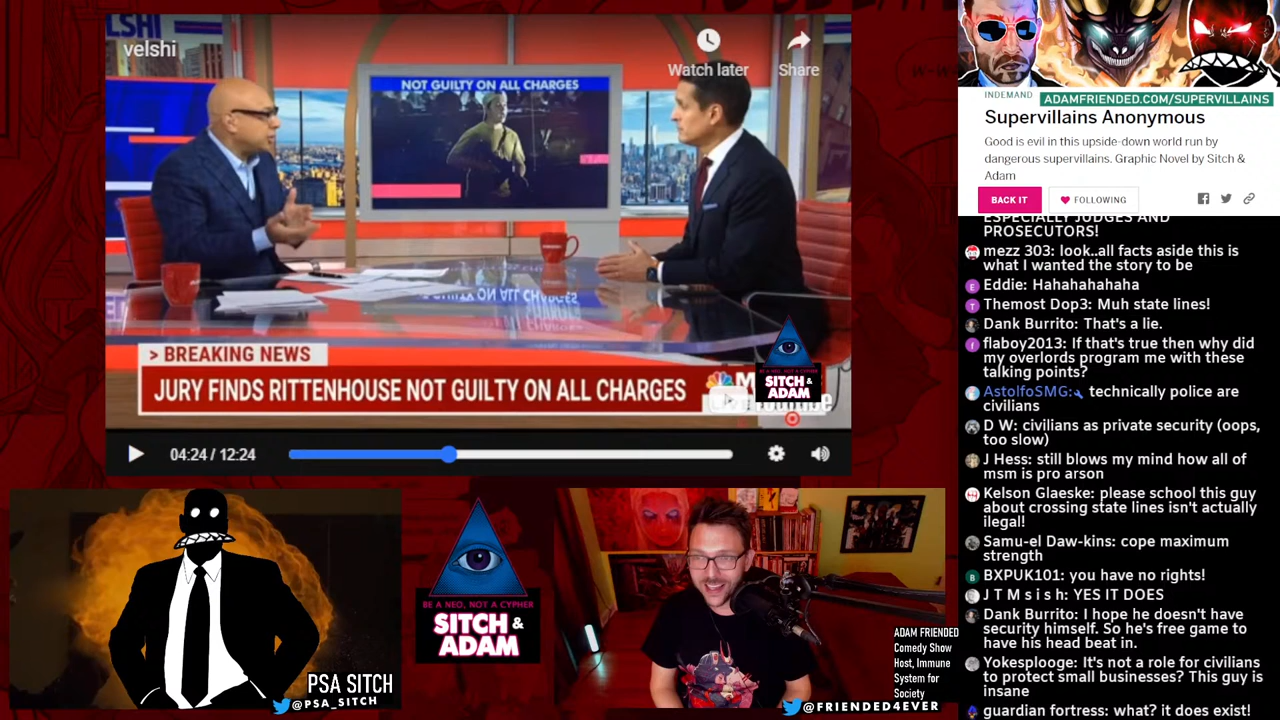 velshi
Watch later
Share
NOT GUILTY ON ALL CHARGES
> BREAKING NEWS
JURY FINDS RITTENHOUSE NOT GUILTY ON ALL CHARGES
BE A NEO, NOT A CYPHER
SITCH &
ADAM
04:24 / 12:24
PSA SITCH
@PSA_SITCH
BE A NEO, NOT A CYPHER
SITCH &
ADAM
ADAM FRIENDED
Comedy Show
Host, Immune
System for
Society
@FRIENDED4EVER
INDEMAND
ADAMFRIENDED.COM/SUPERVILLAINS
Supervillains Anonymous
Good is evil in this upside-down world run by
dangerous supervillains. Graphic Novel by Sitch &
Adam
BACK IT
FOLLOWING
ESPECIALLY JUDGES AND
PROSECUTORS!
mezz 303: look..all facts aside this is
what I wanted the story to be
Eddie: Hahahahahaha
Themost Dop3: Muh state lines!
Dank Burrito: That's a lie.
flaboy2013: If that's true then why did
my overlords program me with these
talking points?
AstolfoSMG: technically police are
civilians
D W: civilians as private security (oops,
too slow)
J Hess: still blows my mind how all of
msm is pro arson
Kelson Glaeske: please school this guy
about crossing state lines isn't actually
ilegal!
Samu-el Daw-kins: cope maximum
strength
BXPUK101: you have no rights!
J T M s i s h: YES IT DOES
Dank Burrito: I hope he doesn't have
security himself. So he's free game to
have his head beat in.
Yokesplooge: It's not a role for civilians
to protect small businesses? This guy is
insane
guardian fortress: what? it does exist!